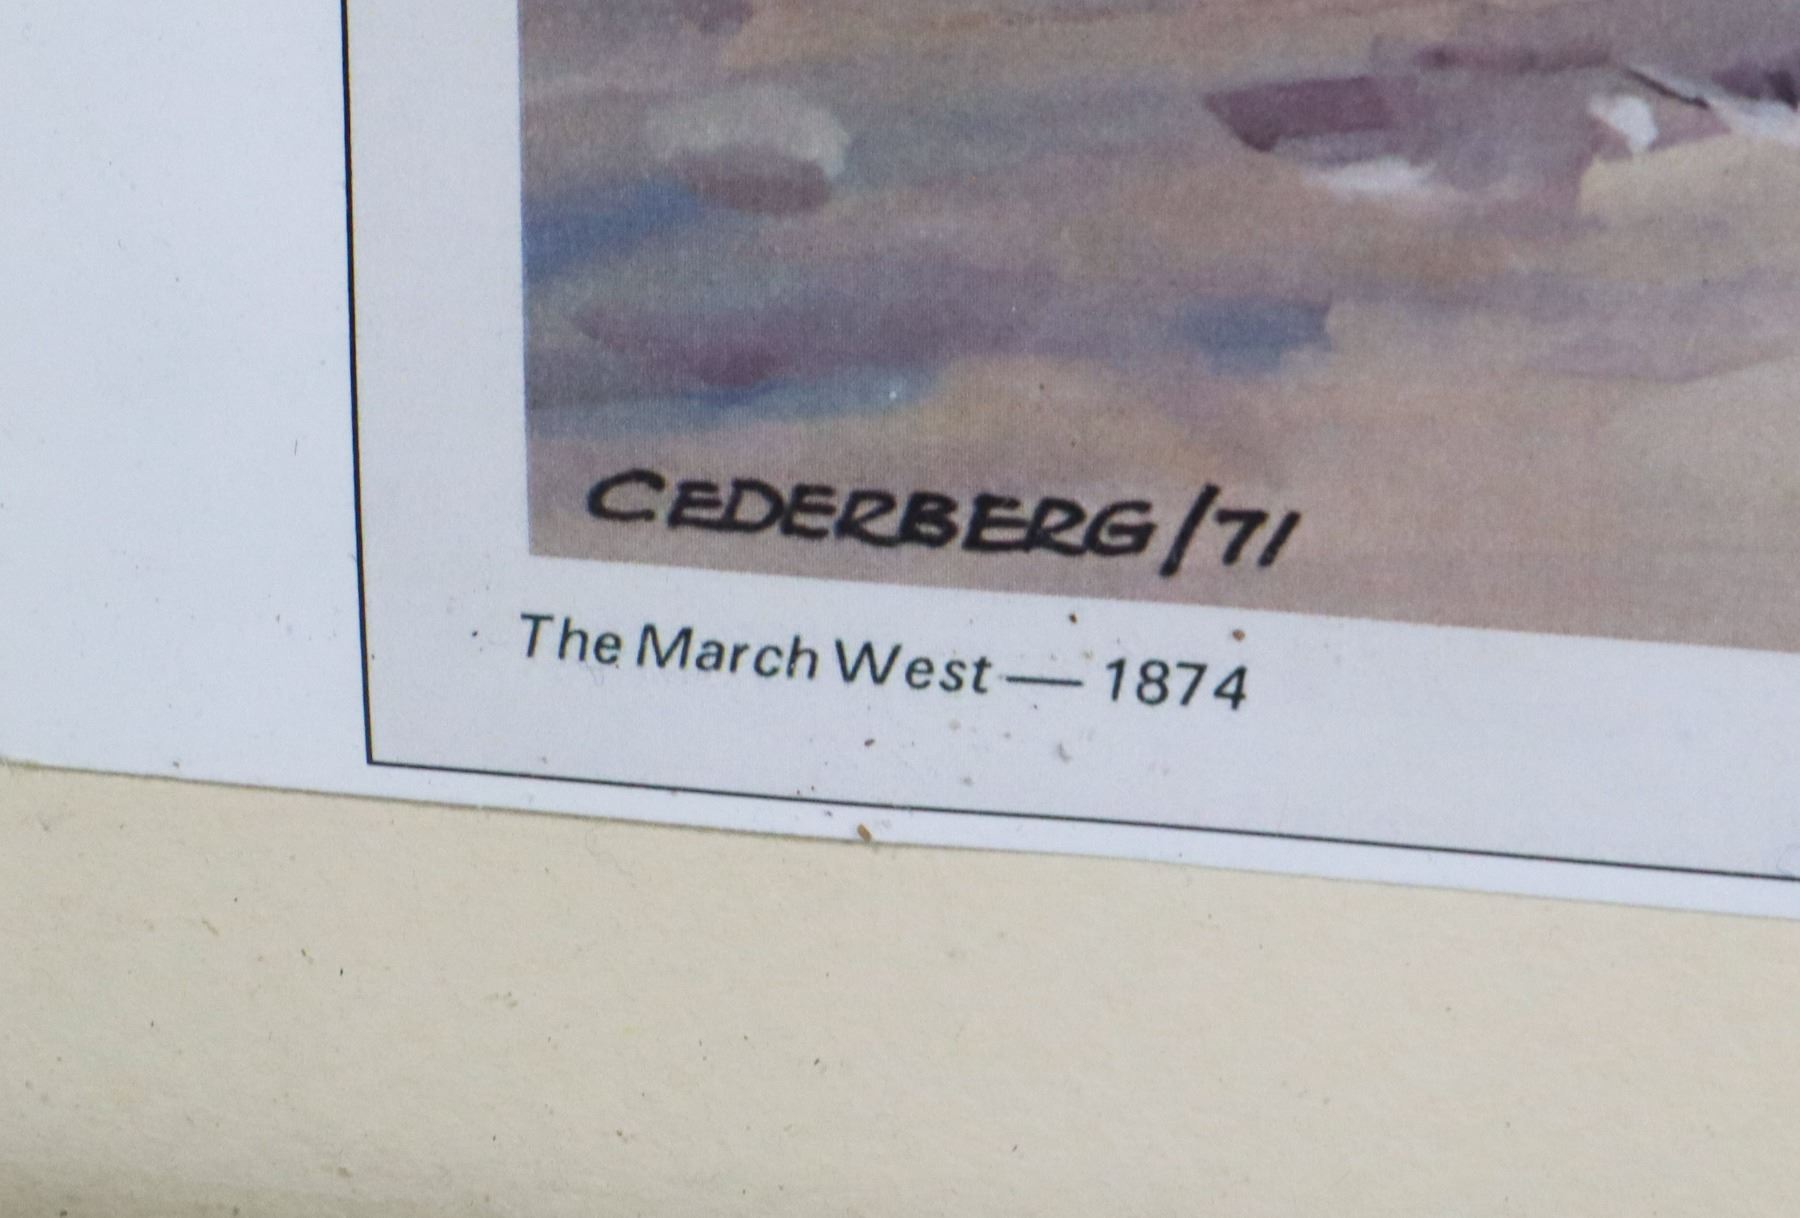 CEDERBERG/71
The March West — 1874